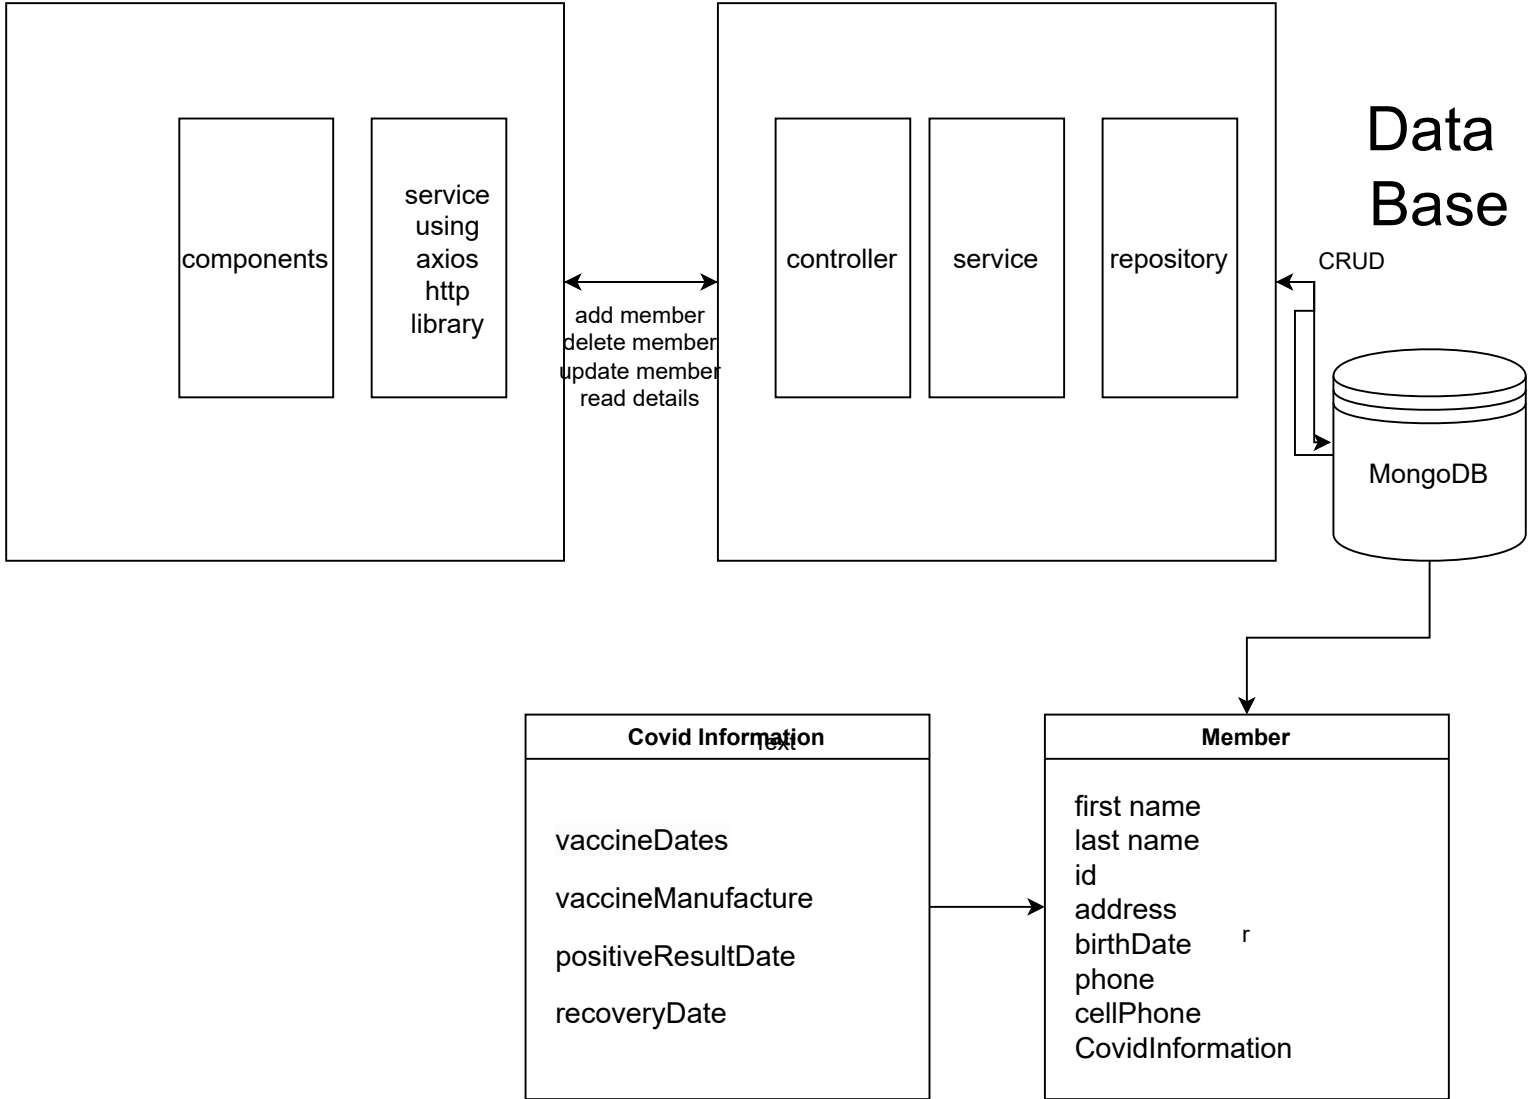 components
service
using
axios
http
library
add member
delete member
update member
read details
controller
service
repository
Data
Base
CRUD
MongoDB
Covid Information
Text
vaccineDates
vaccineManufacture
positiveResultDate
recoveryDate
Member
first name
last name
id
address
birthDate
r
phone
cellPhone
CovidInformation